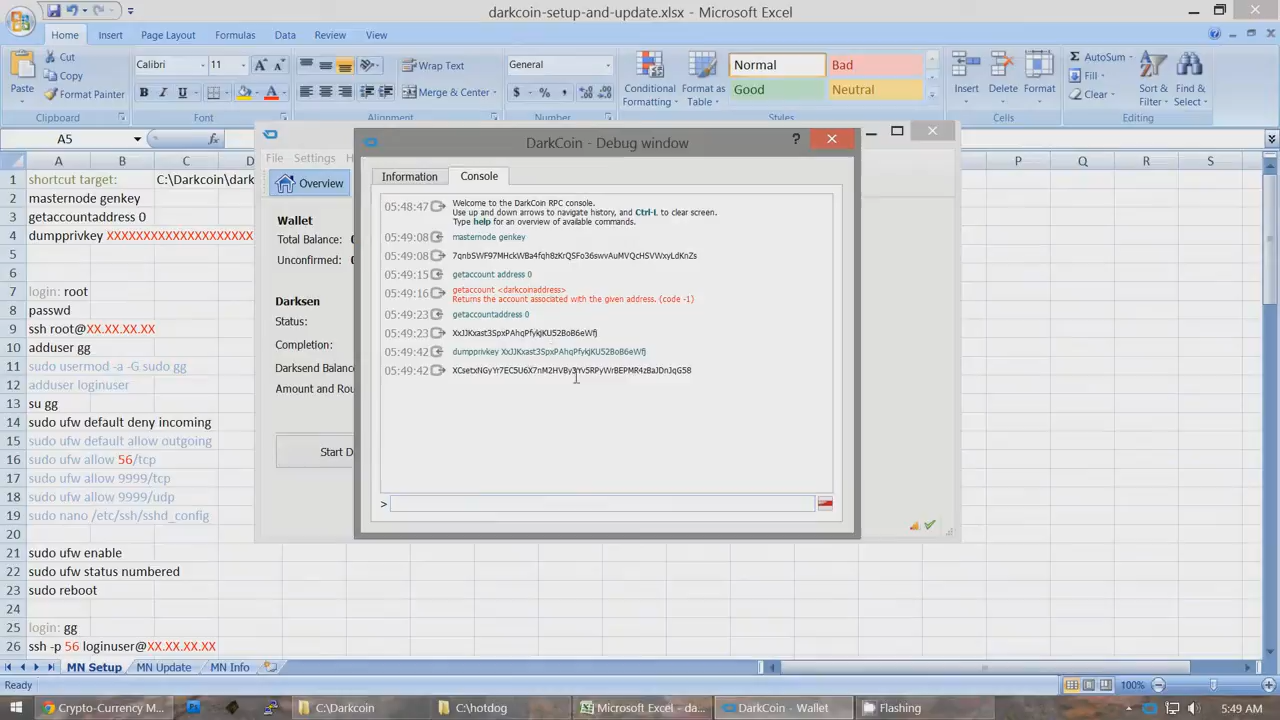 darkcoin-setup-and-update.xlsx - Microsoft Excel
Home Insert Page Layout Formulas Data Review View
Paste
Cut
Copy
Format Painter
Clipboard
Calibri 11
B I U
Font
Wrap Text
Merge & Center
Alignment
General
$ % ,
Number
Conditional Formatting
Format as Table
Normal Bad
Good Neutral
Styles
Insert Delete Format
Cells
AutoSum
Fill
Clear
Sort & Filter
Find & Select
Editing
A5 fx
A B C D P Q R S
1 shortcut target: C:\Darkcoin\dark
2 masternode genkey
3 getaccountaddress 0
4 dumpprivkey XXXXXXXXXXXXXXXXXXXXXX
5
6
7 login: root
8 passwd
9 ssh root@XX.XX.XX.XX
10 adduser gg
11 sudo usermod -a -G sudo gg
12 adduser loginuser
13 su gg
14 sudo ufw default deny incoming
15 sudo ufw default allow outgoing
16 sudo ufw allow 56/tcp
17 sudo ufw allow 9999/tcp
18 sudo ufw allow 9999/udp
19 sudo nano /etc/ssh/sshd_config
20
21 sudo ufw enable
22 sudo ufw status numbered
23 sudo reboot
24
25 login: gg
26 ssh -p 56 loginuser@XX.XX.XX.XX
File Settings H
Overview
Wallet
Total Balance:
Unconfirmed:
Darksen
Status:
Completion:
Darksend Balance
Amount and Rou
Start D
DarkCoin - Debug window
Information Console
05:48:47 Welcome to the DarkCoin RPC console.
Use up and down arrows to navigate history, and Ctrl-L to clear screen.
Type help for an overview of available commands.
05:49:08 masternode genkey
05:49:08 7qnbSWF97MHckWBa4fqh8zKrQSFo36swvAuMVQcHSVWxyLdKnZs
05:49:15 getaccount address 0
05:49:16 getaccount <darkcoinaddress>
Returns the account associated with the given address. (code -1)
05:49:23 getaccountaddress 0
05:49:23 XxJJKxast3SpxPAhqPfykjKU52BoB6eWfj
05:49:42 dumpprivkey XxJJKxast3SpxPAhqPfykjKU52BoB6eWfj
05:49:42 XCsetxNGyYr7EC5U6X7nM2HVBy3Yv5RPyWrBEPMR4zBaJDnJqG58
>
MN Setup MN Update MN Info
Ready 100%
Crypto-Currency M... C:\Darkcoin C:\hotdog Microsoft Excel - da... DarkCoin - Wallet Flashing 5:49 AM